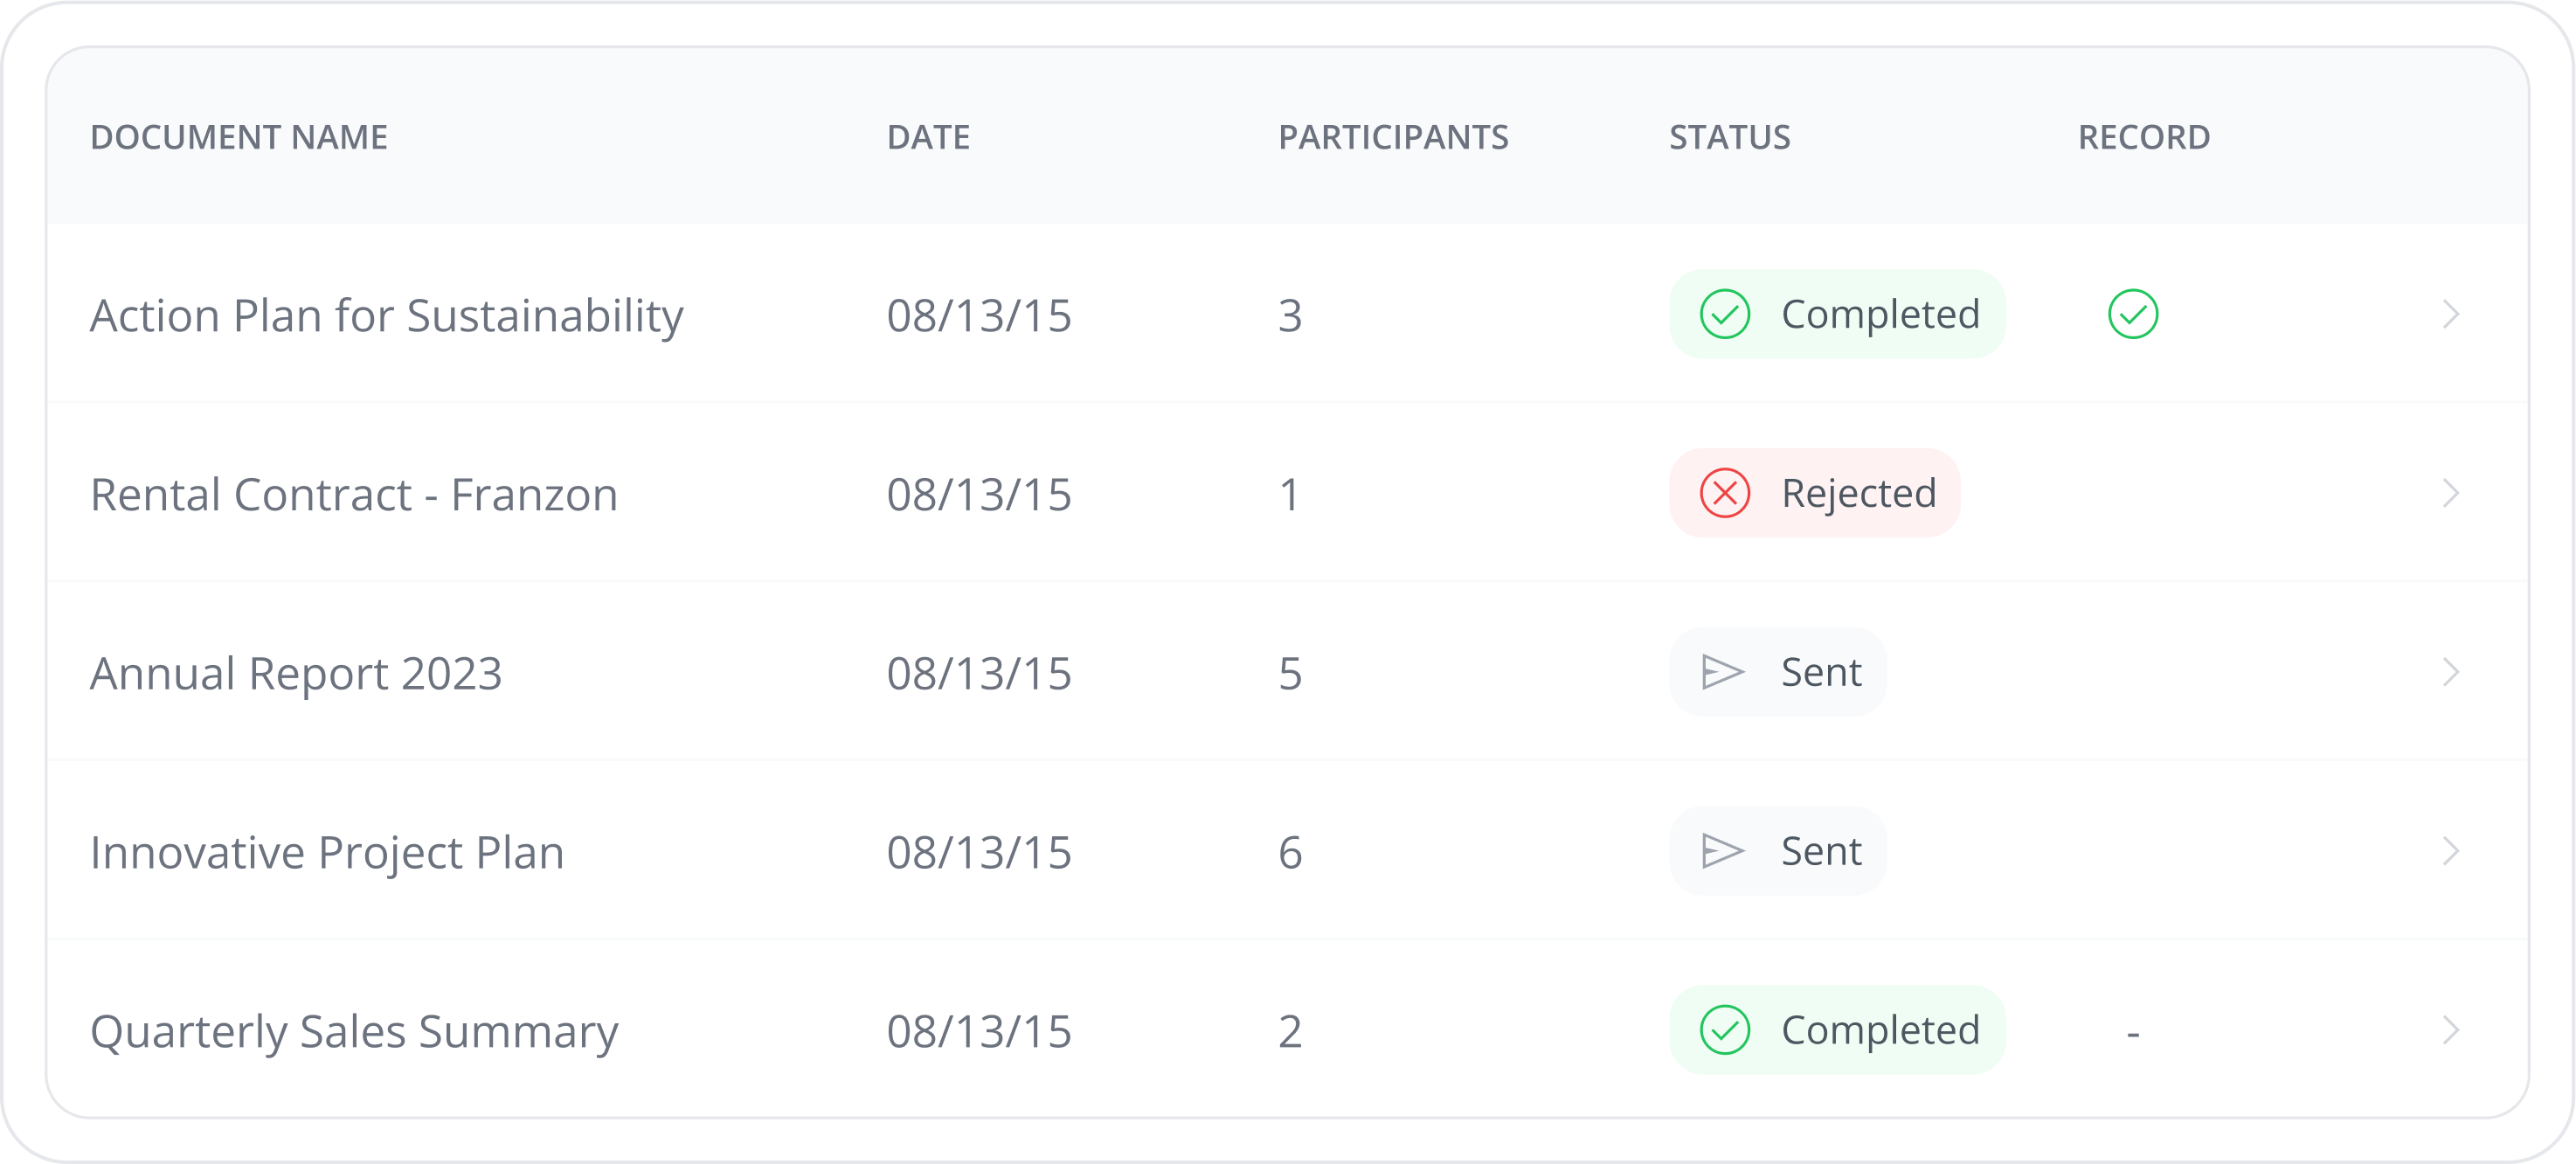 DOCUMENT NAME DATE PARTICIPANTS STATUS RECORD
Action Plan for Sustainability 08/13/15 3 Completed
Rental Contract - Franzon 08/13/15 1 Rejected
Annual Report 2023 08/13/15 5 Sent
Innovative Project Plan 08/13/15 6 Sent
Quarterly Sales Summary 08/13/15 2 Completed -